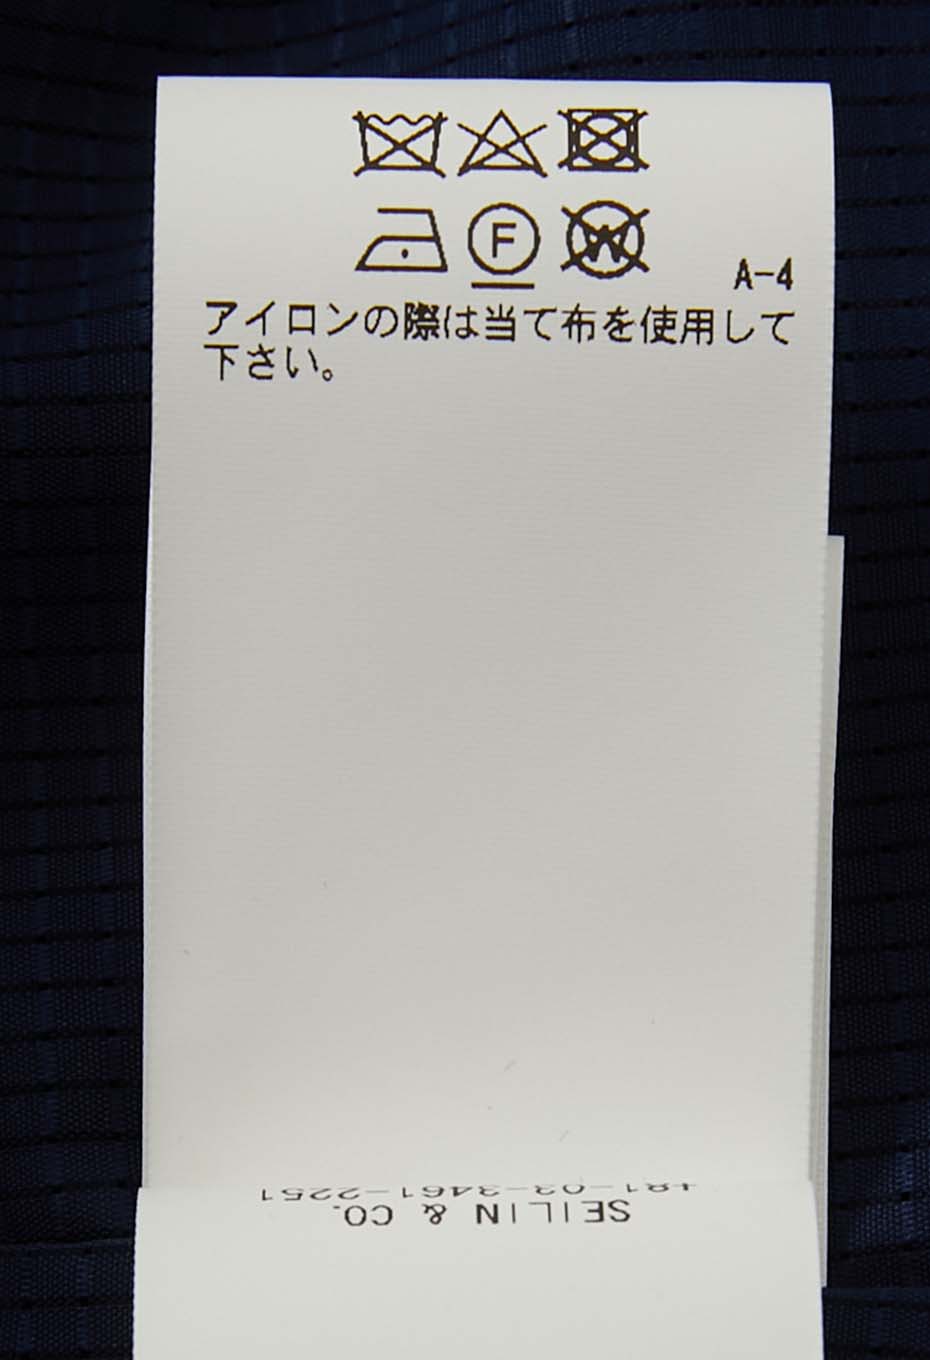 F
W
A-4
アイロンの際は当て布を使用して
下さい。
+81-03-3461-2251
SEILIN & CO.